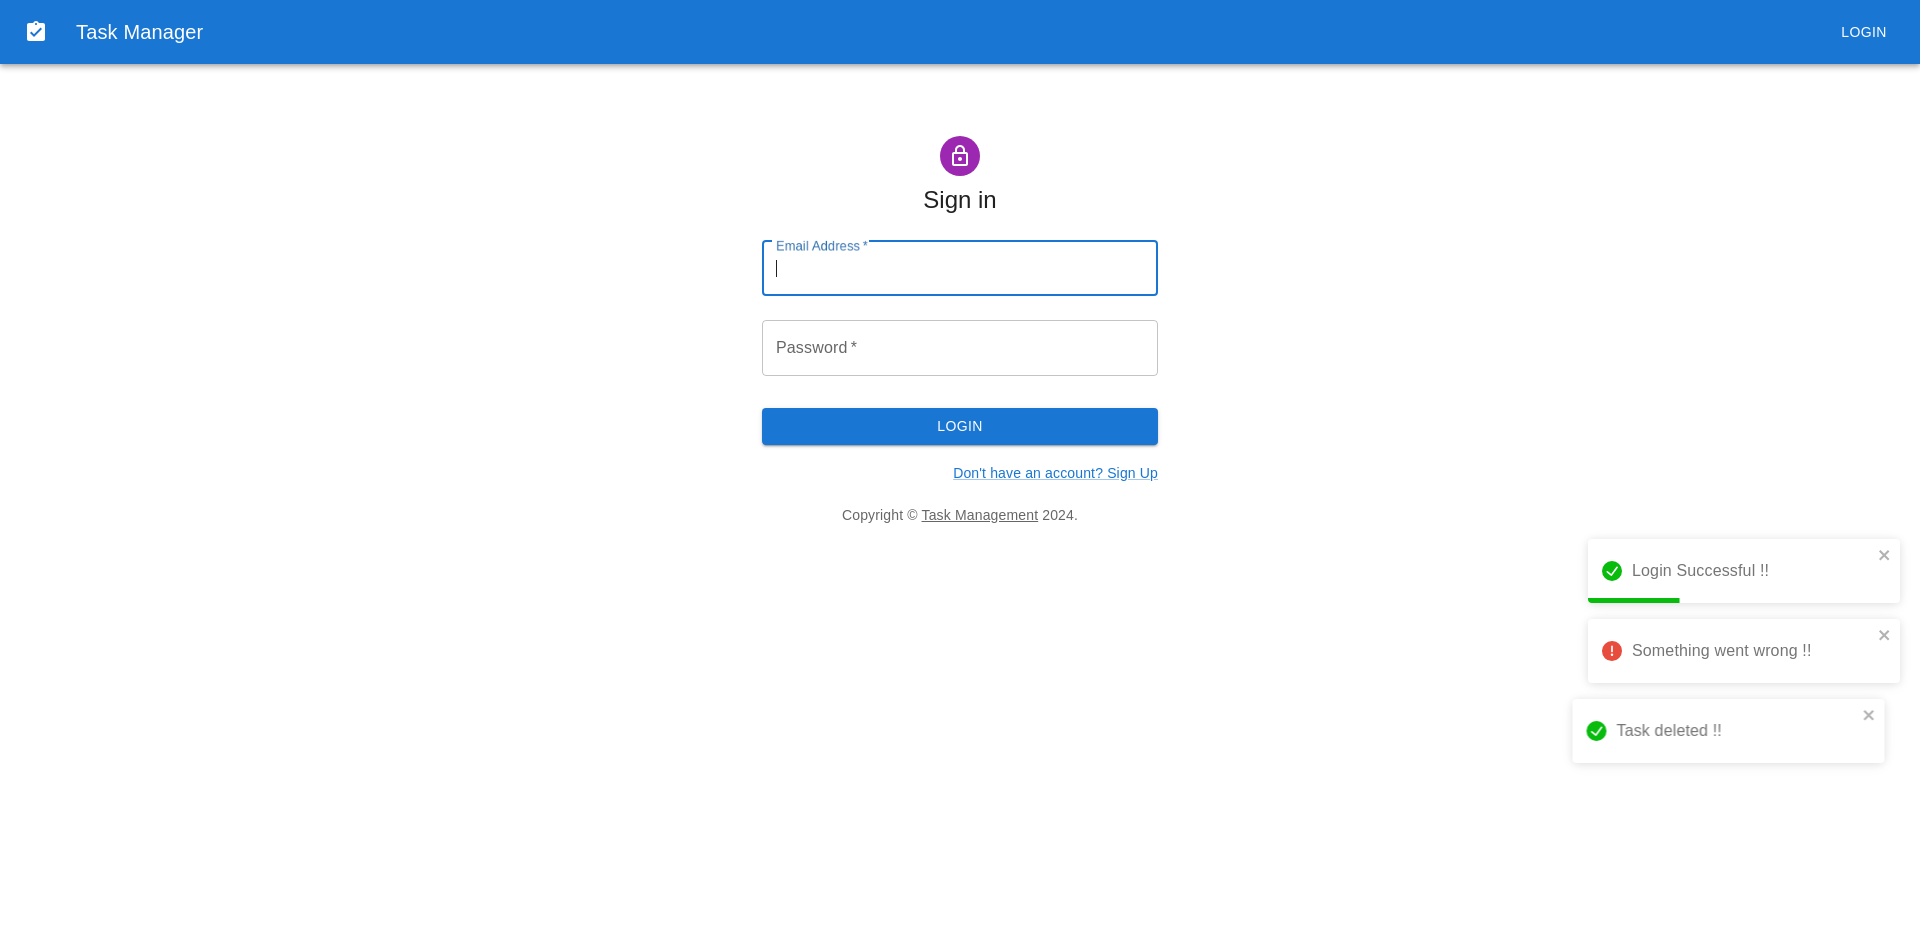 Task Manager
LOGIN
Sign in
Email Address *
Password *
LOGIN
Don't have an account? Sign Up
Copyright © Task Management 2024.
Login Successful !!
Something went wrong !!
Task deleted !!